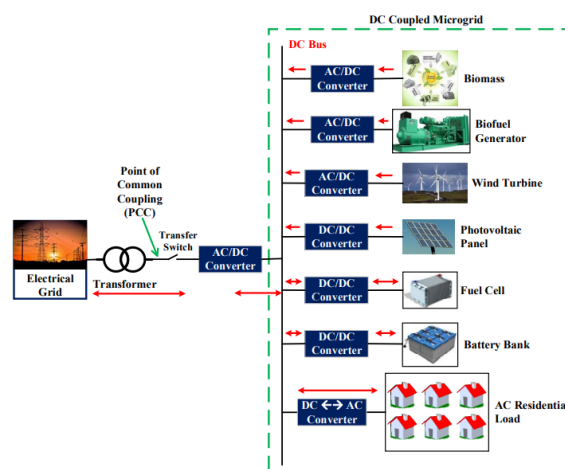 DC Coupled Microgrid
DC Bus
AC/DC
Converter
Biomass
AC/DC
Converter
Biofuel
Generator
AC/DC
Converter
Wind Turbine
Point of
Common
Coupling
(PCC)
Transfer
Switch
DC/DC
Converter
Photovoltaic
Panel
AC/DC
Converter
Electrical
Grid
Transformer
DC/DC
Converter
Fuel Cell
DC/DC
Converter
Battery Bank
DC ↔ AC
Converter
AC Residential
Load